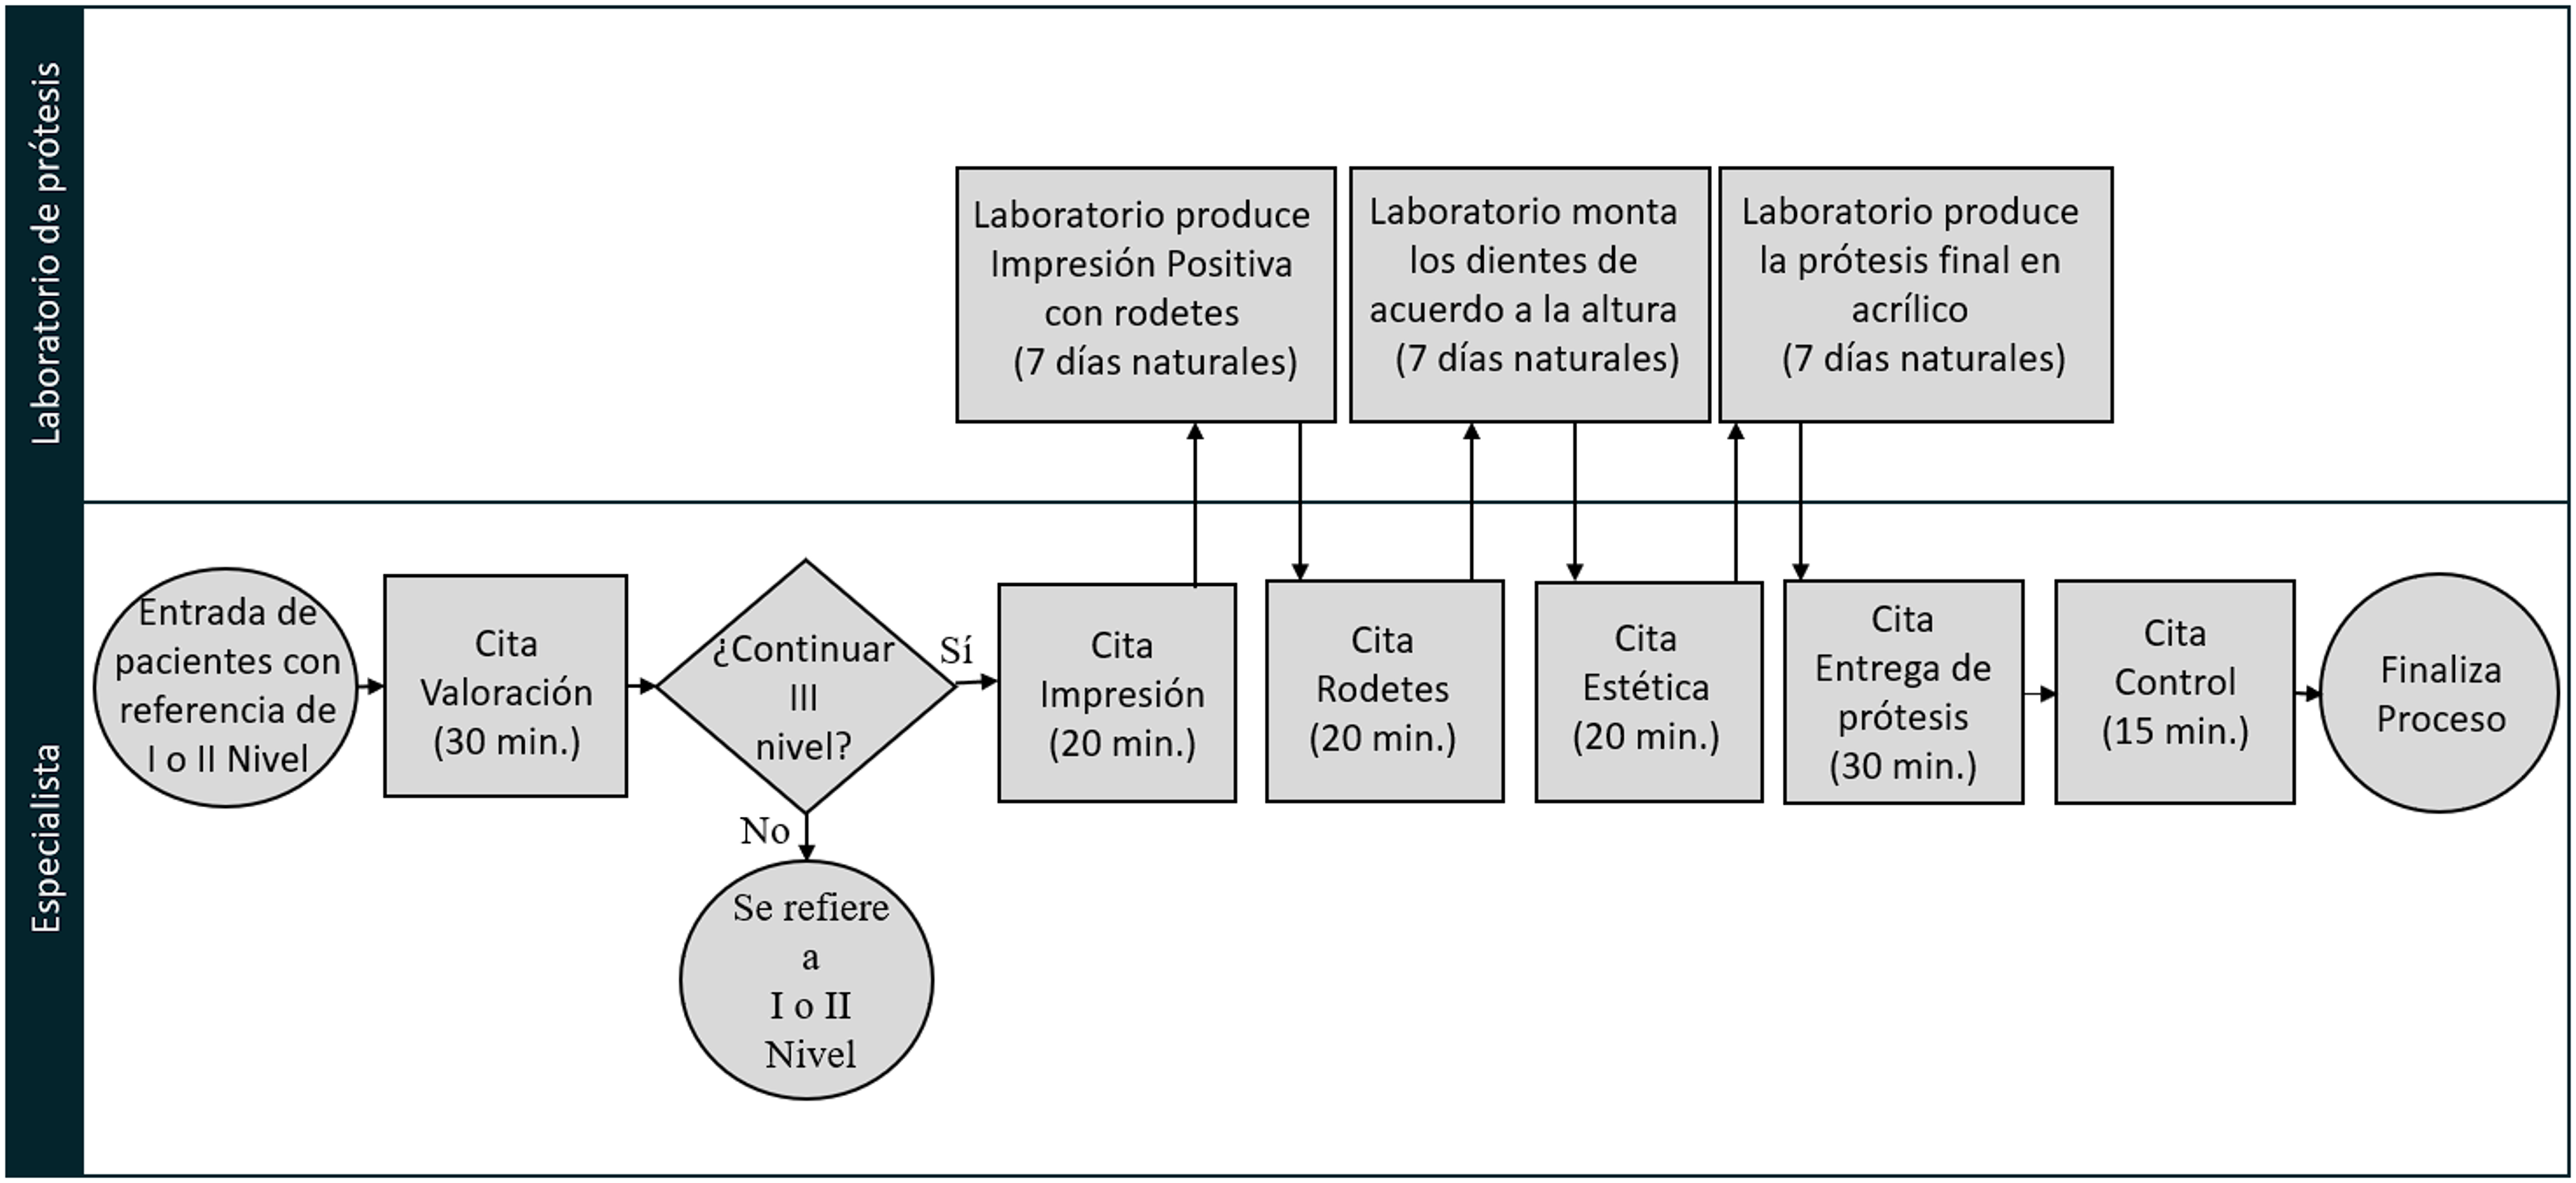 Laboratorio de prótesis
Laboratorio produce
Impresión Positiva
con rodetes
(7 días naturales)
Laboratorio monta
los dientes de
acuerdo a la altura
(7 días naturales)
Laboratorio produce
la prótesis final en
acrílico
(7 días naturales)
Especialista
Entrada de
pacientes con
referencia de
I o II Nivel
Cita
Valoración
(30 min.)
¿Continuar
III
nivel?
Sí
No
Se refiere
a
I o II
Nivel
Cita
Impresión
(20 min.)
Cita
Rodetes
(20 min.)
Cita
Estética
(20 min.)
Cita
Entrega de
prótesis
(30 min.)
Cita
Control
(15 min.)
Finaliza
Proceso